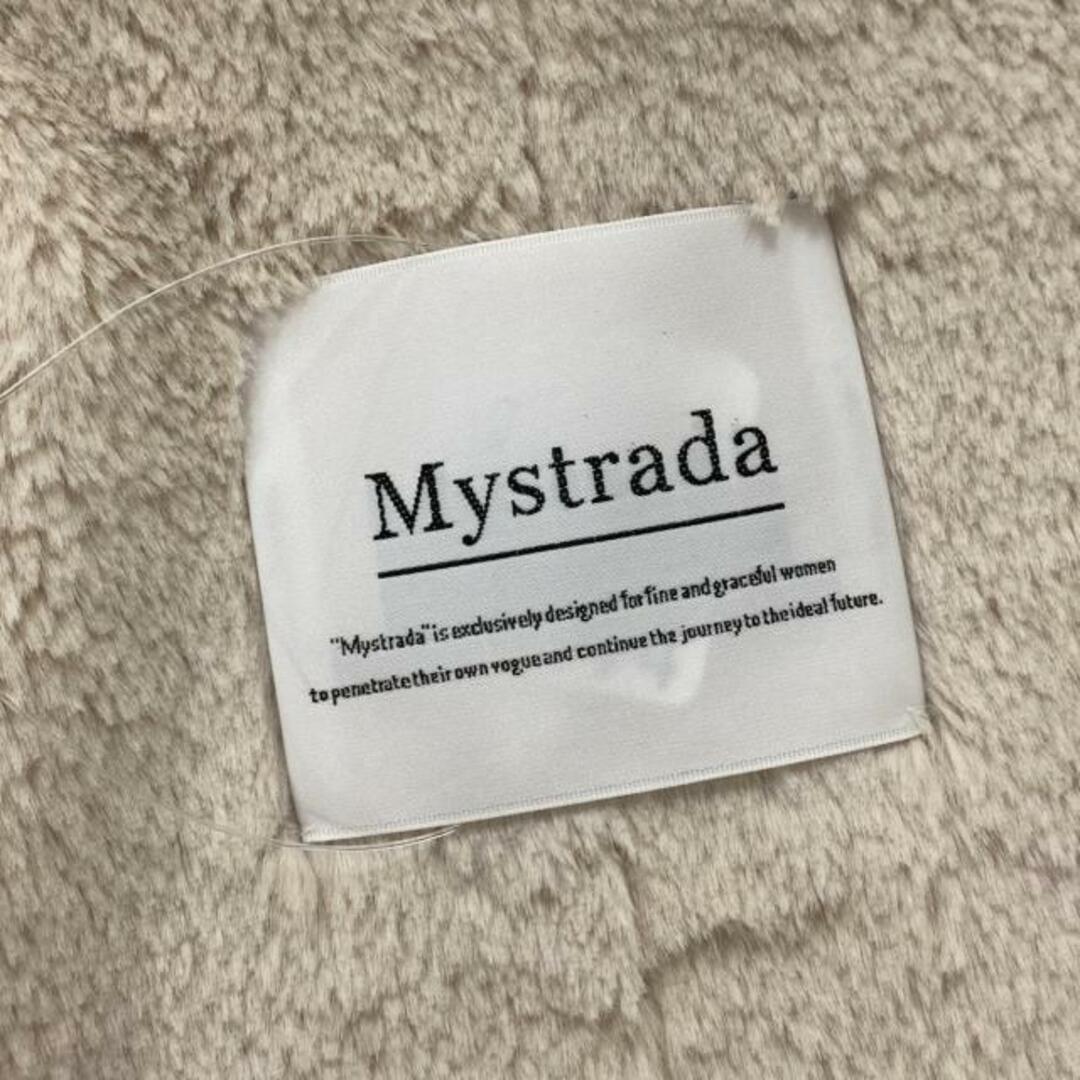 Mystrada
"Mystrada" is exclusively designed for fine and graceful women
to penetrate their own vogue and continue the journey to the ideal future.